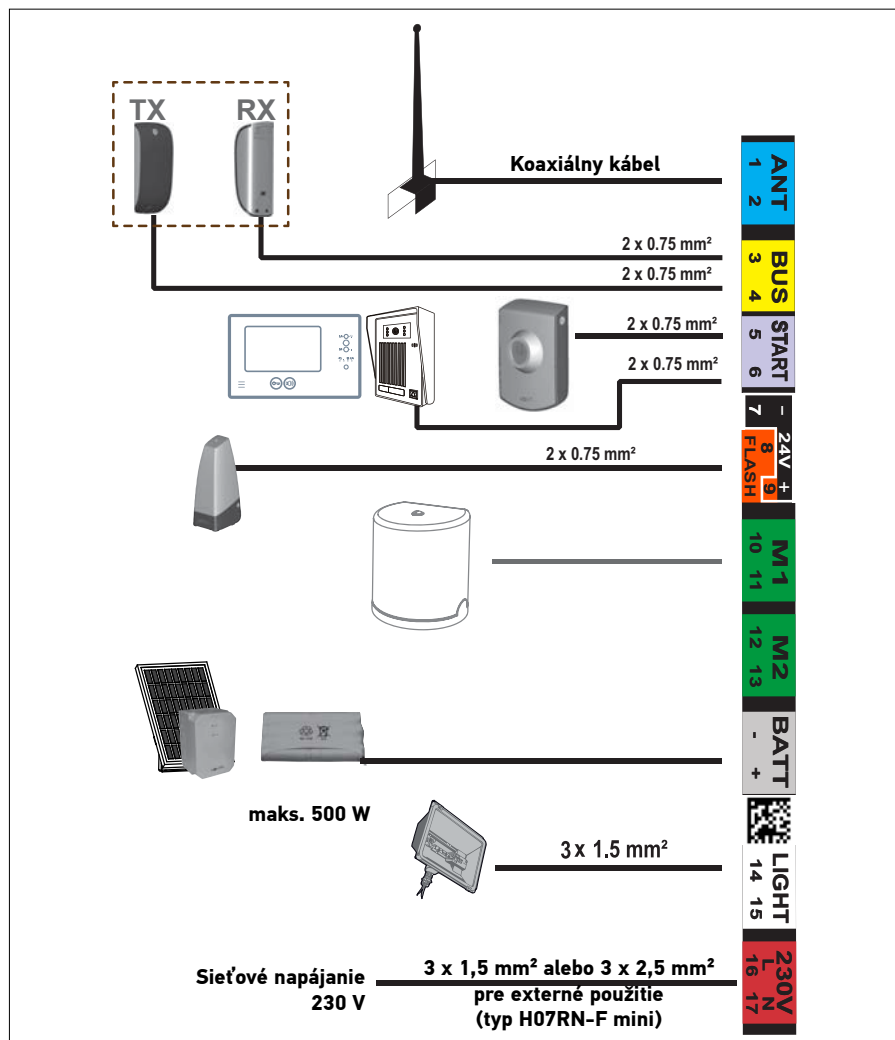 TX RX
Koaxiálny kábel
ANT
1 2
2 x 0.75 mm²
2 x 0.75 mm²
BUS
3 4
2 x 0.75 mm²
2 x 0.75 mm²
START
5 6
2 x 0.75 mm²
- 24V +
7 8 9
FLASH
M1
10 11
M2
12 13
BATT
- +
maks. 500 W
3 x 1.5 mm²
LIGHT
14 15
Sieťové napájanie
230 V
3 x 1,5 mm² alebo 3 x 2,5 mm²
pre externé použitie
(typ H07RN-F mini)
230V
L N
16 17